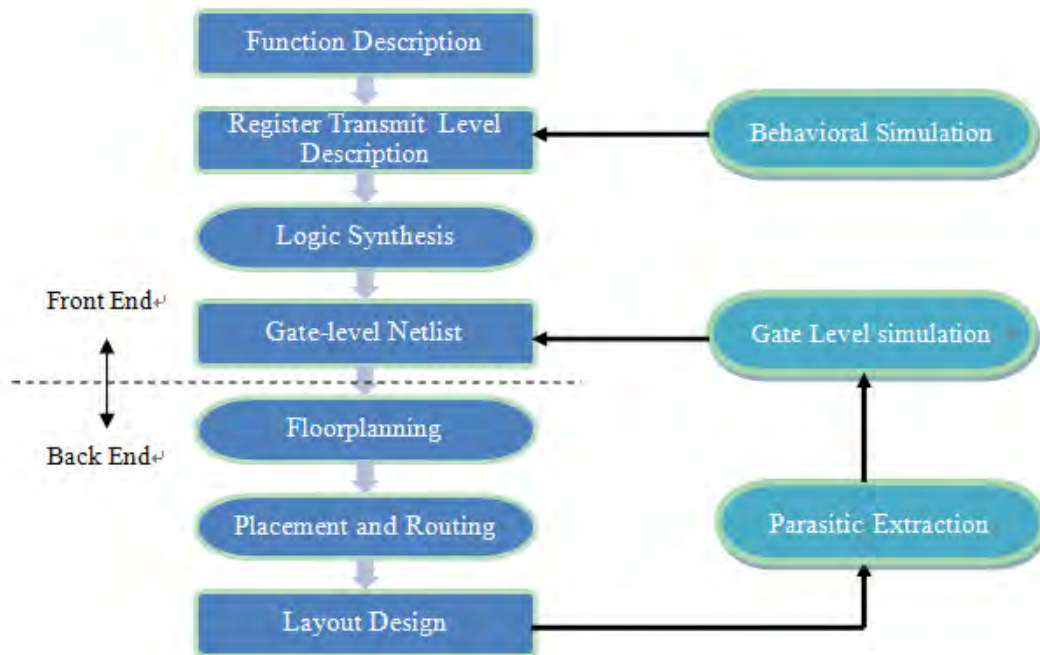 Function Description
Register Transmit Level
Description
Behavioral Simulation
Logic Synthesis
Front End
Gate-level Netlist
Gate Level simulation
Floorplanning
Back End
Placement and Routing
Parasitic Extraction
Layout Design